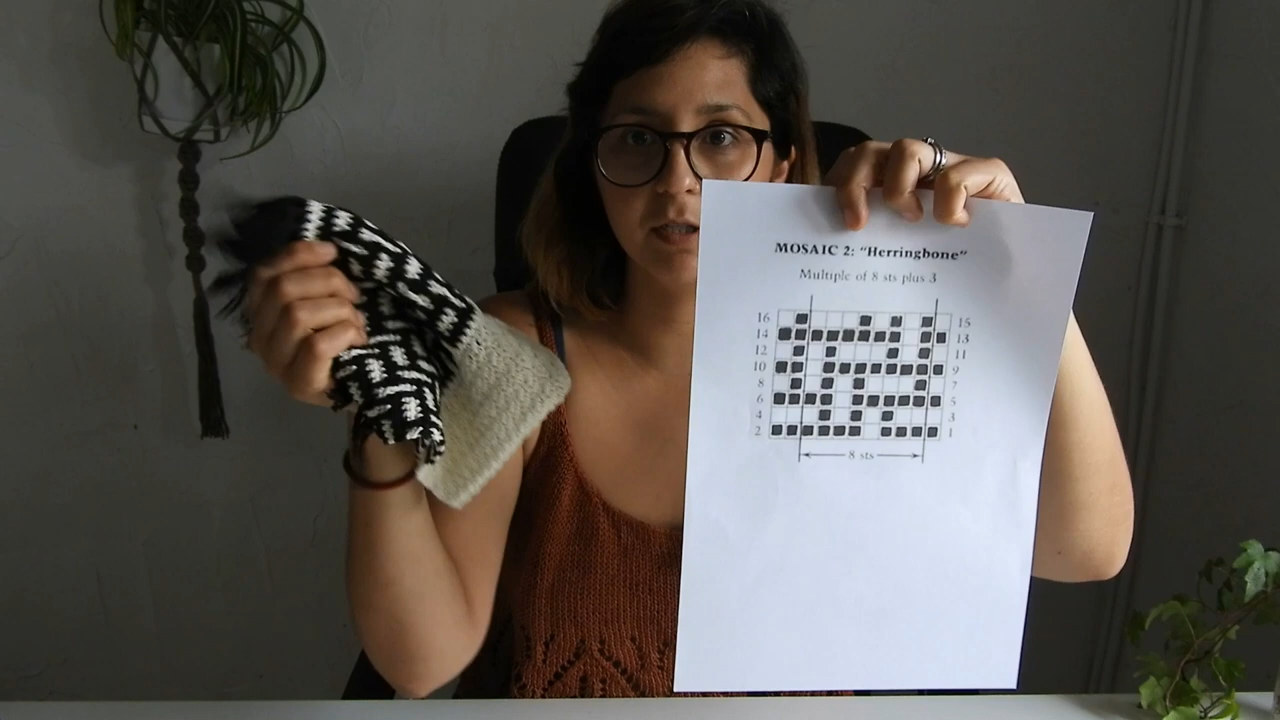 MOSAIC 2: "Herringbone"
Multiple of 8 sts plus 3
16 15
14 13
12 11
10 9
8 7
6 5
4 3
2 1
8 sts